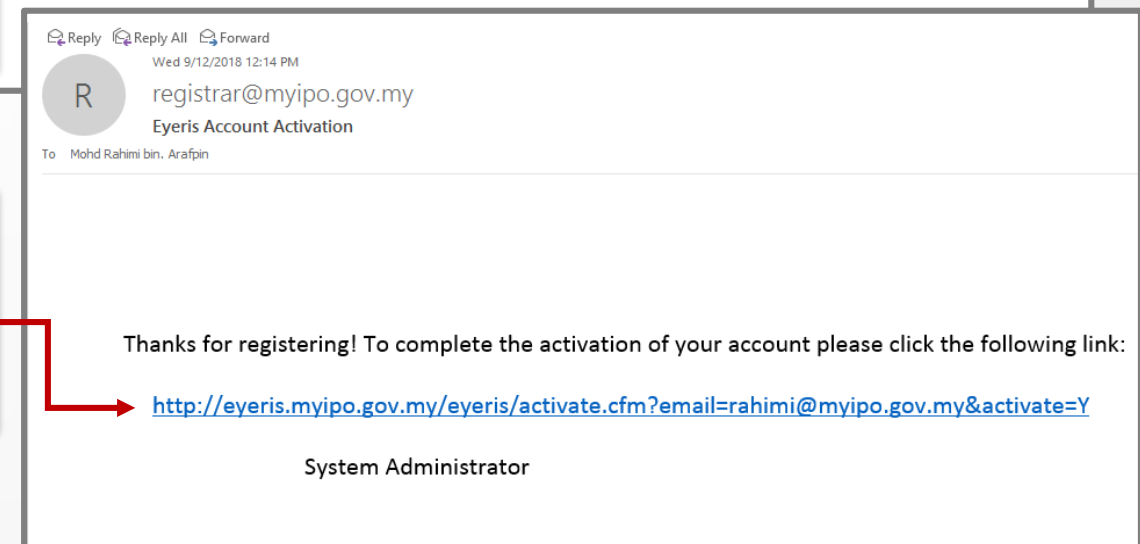 Reply Reply All Forward
Wed 9/12/2018 12:14 PM
R
registrar@myipo.gov.my
Eyeris Account Activation
To Mohd Rahimi bin. Arafpin
Thanks for registering! To complete the activation of your account please click the following link:
http://eyeris.myipo.gov.my/eyeris/activate.cfm?email=rahimi@myipo.gov.my&activate=Y
System Administrator